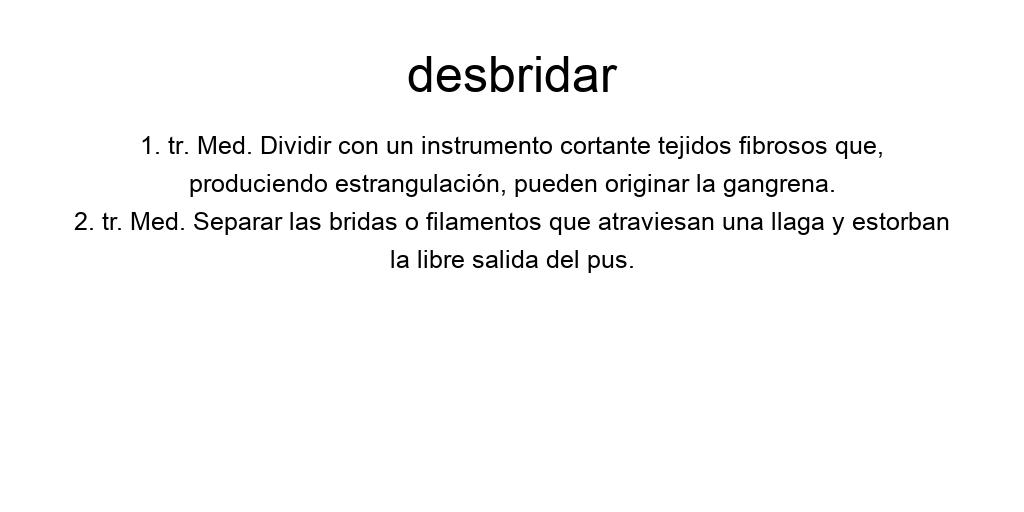 desbridar
1. tr. Med. Dividir con un instrumento cortante tejidos fibrosos que,
produciendo estrangulación, pueden originar la gangrena.
2. tr. Med. Separar las bridas o filamentos que atraviesan una llaga y estorban
la libre salida del pus.